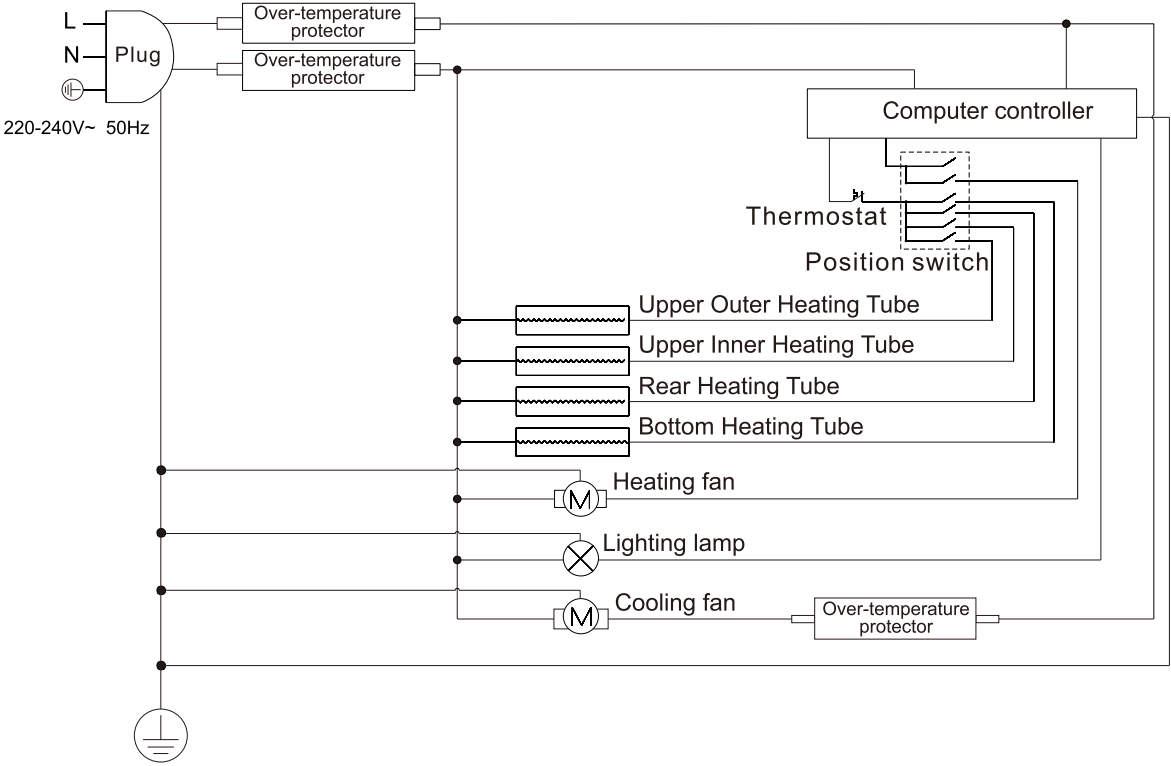 L
N
Plug
220-240V~ 50Hz
Over-temperature
protector
Over-temperature
protector
Computer controller
Thermostat
Position switch
Upper Outer Heating Tube
Upper Inner Heating Tube
Rear Heating Tube
Bottom Heating Tube
Heating fan
M
Lighting lamp
Cooling fan
M
Over-temperature
protector